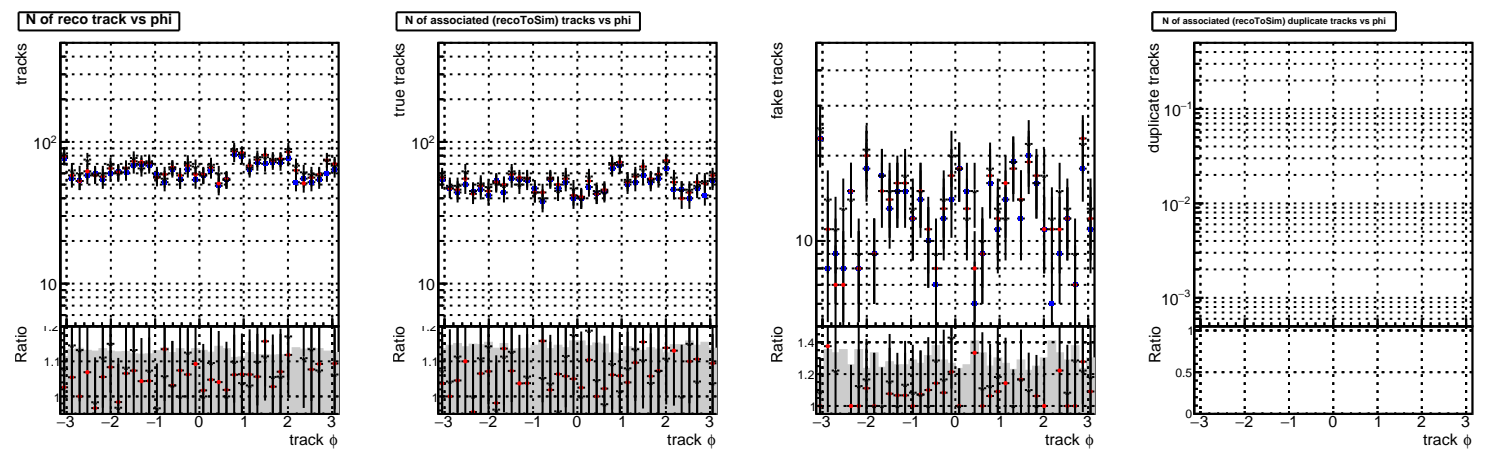 N of reco track vs phi
tracks
10²
10
Ratio
1.2
1.1
1
−3 −2 −1 0 1 2 3
track ϕ
N of associated (recoToSim) tracks vs phi
true tracks
10²
10
Ratio
1.2
1.1
1
−3 −2 −1 0 1 2 3
track ϕ
fake tracks
10
Ratio
1.4
1.2
1
−3 −2 −1 0 1 2 3
track ϕ
N of associated (recoToSim) duplicate tracks vs phi
duplicate tracks
10⁻¹
10⁻²
10⁻³
Ratio
1
0.5
0
−3 −2 −1 0 1 2 3
track ϕ